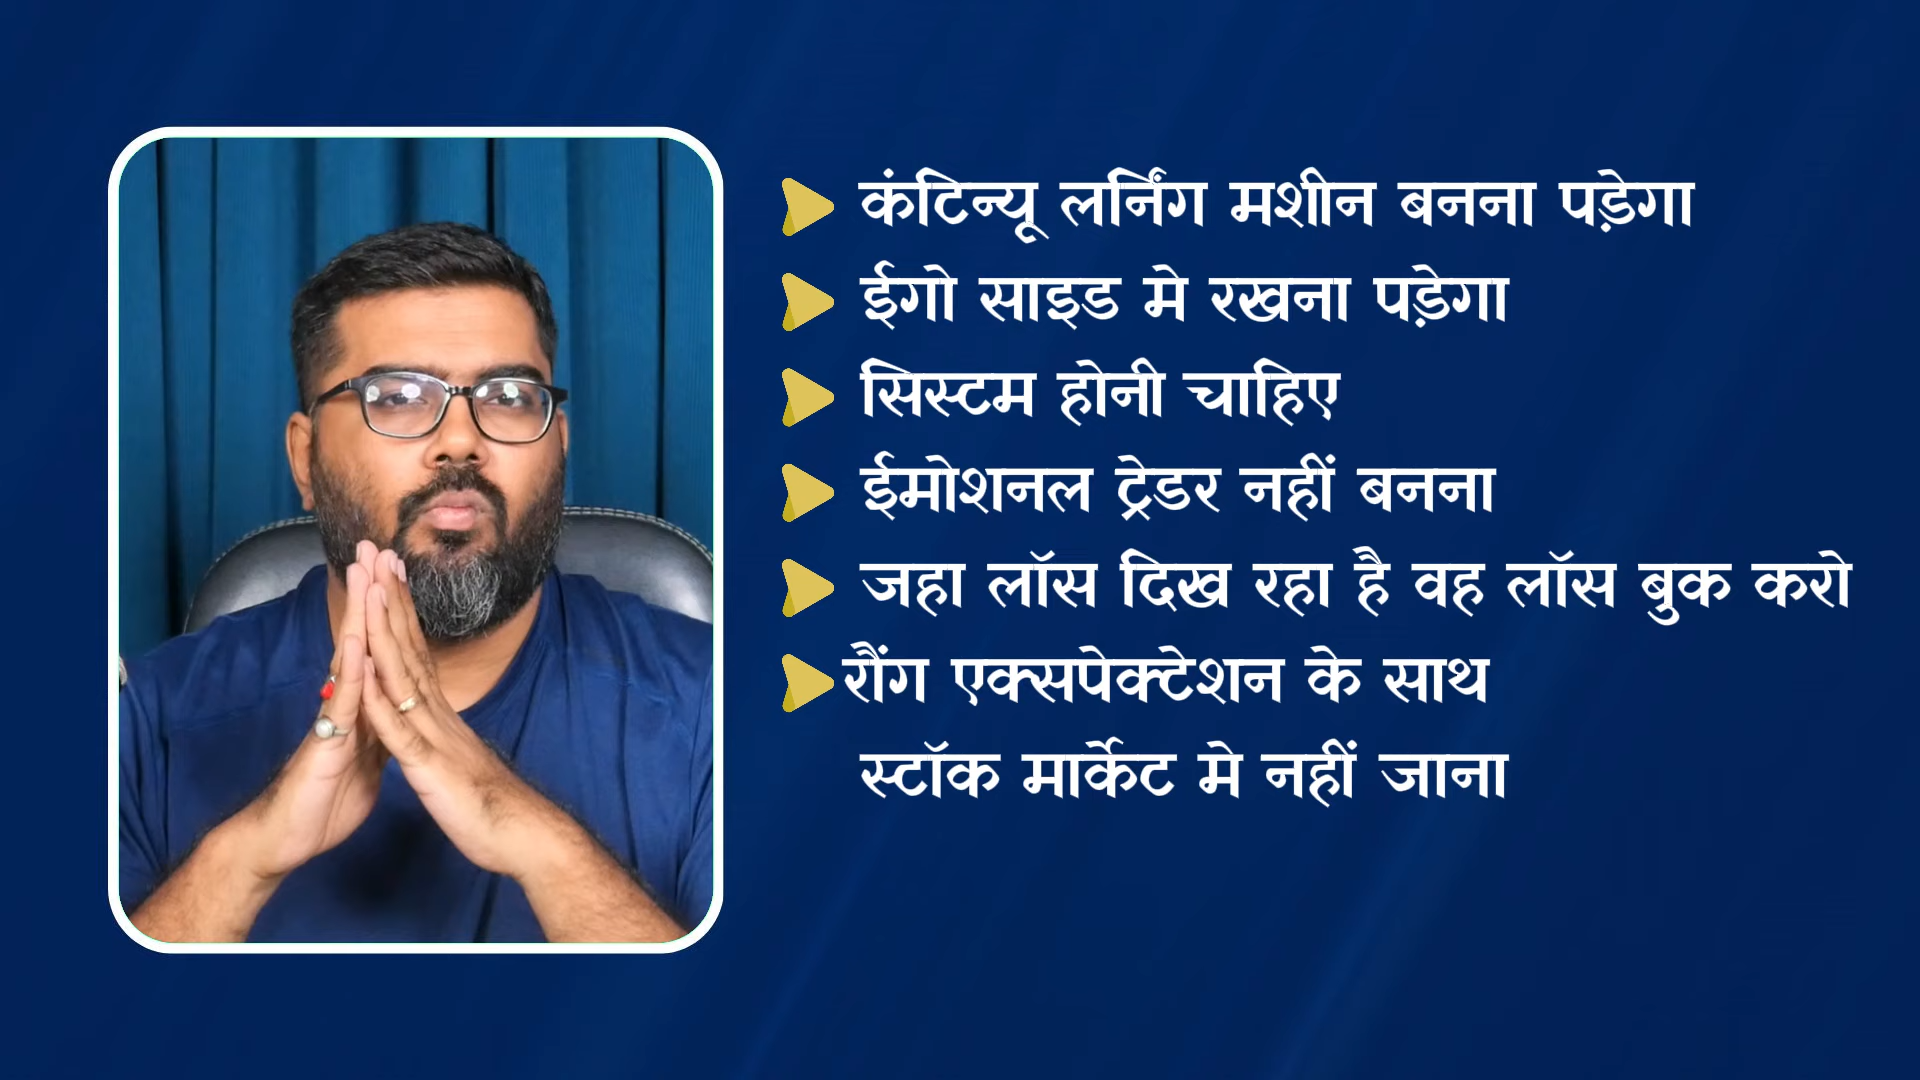 कंटिन्यू लर्निंग मशीन बनना पड़ेगा
ईगो साइड मे रखना पड़ेगा
सिस्टम होनी चाहिए
ईमोशनल ट्रेडर नहीं बनना
जहा लॉस दिख रहा है वह लॉस बुक करो
रौंग एक्सपेक्टेशन के साथ
स्टॉक मार्केट मे नहीं जाना